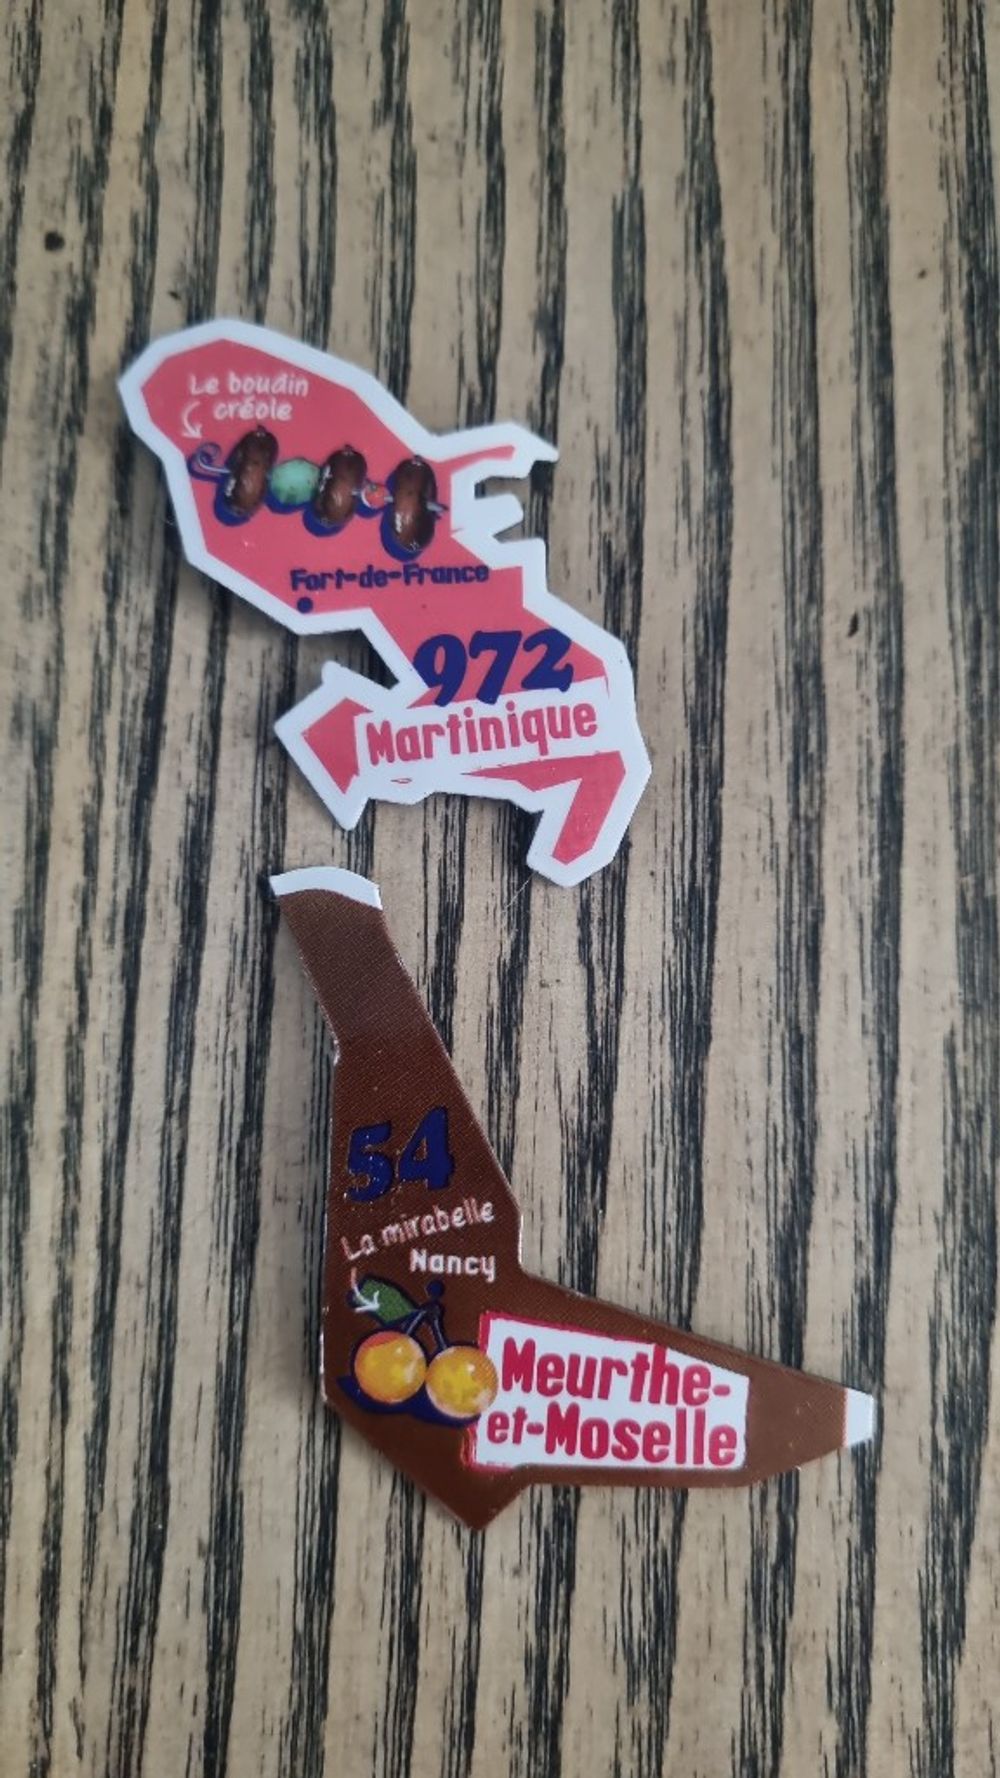 Le boudin
créole
Fort-de-France
972
Martinique
54
La mirabelle
Nancy
Meurthe-
et-Moselle